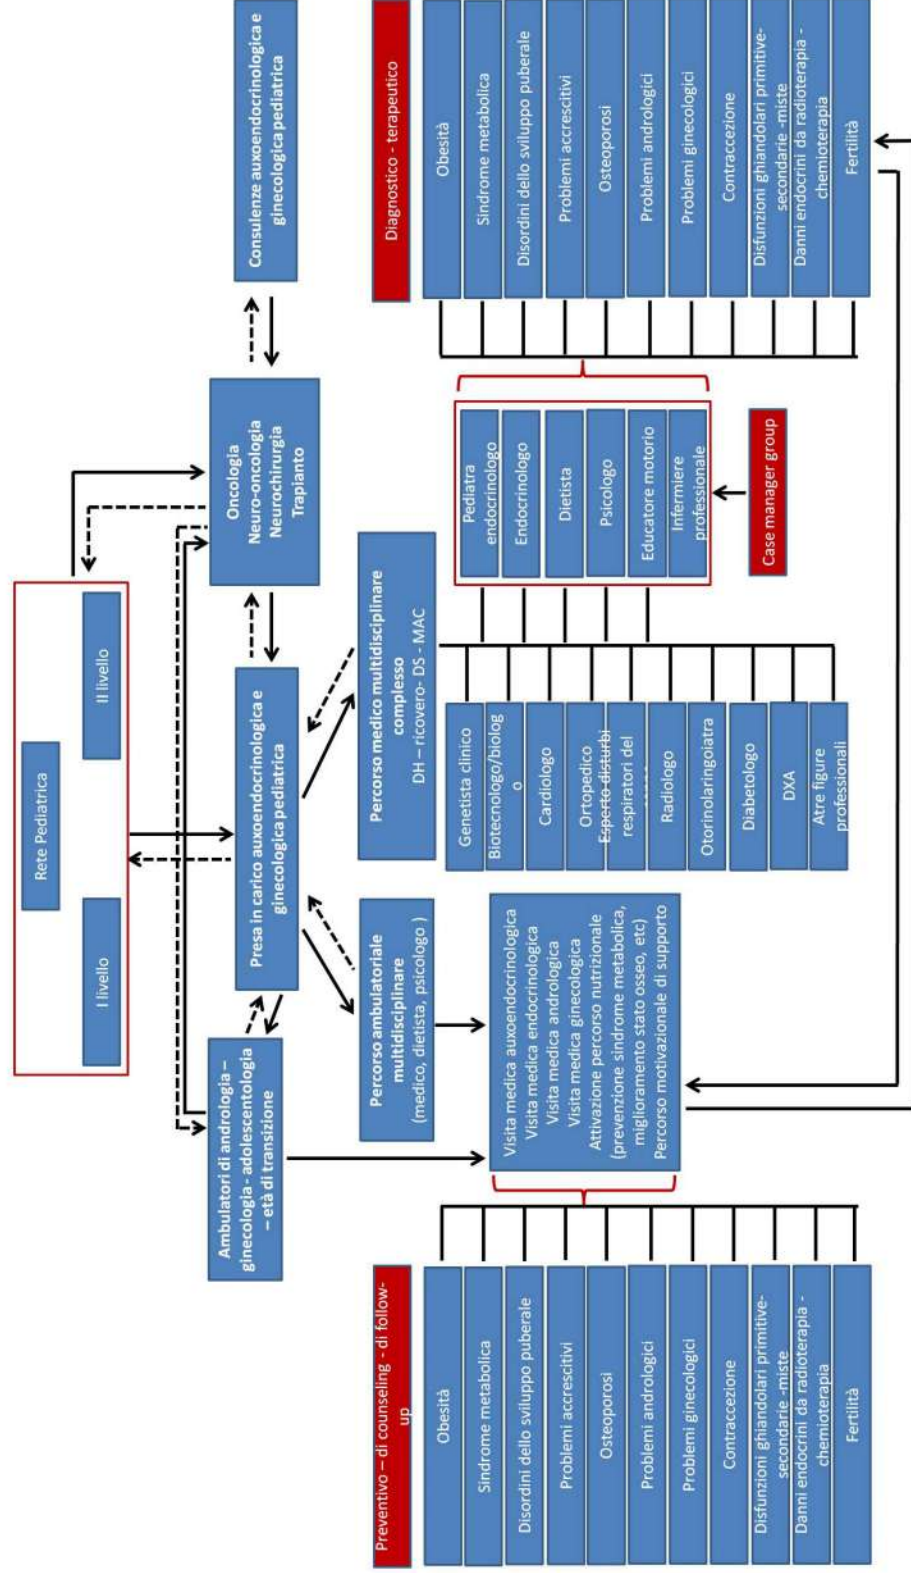 Rete Pediatrica
I livello
II livello
Ambulatori di andrologia –
ginecologia - adolescentologia
– età di transizione
Presa in carico auxoendocrinologica e
ginecologica pediatrica
Oncologia
Neuro-oncologia
Neurochirurgia
Trapianto
Consulenze auxoendocrinologica e
ginecologica pediatrica
Percorso ambulatoriale
multidisciplinare
(medico, dietista, psicologo )
Percorso medico multidisciplinare
complesso
DH – ricovero- DS - MAC
Preventivo – di counseling - di follow-
up
Obesità
Sindrome metabolica
Disordini dello sviluppo puberale
Problemi accrescitivi
Osteoporosi
Problemi andrologici
Problemi ginecologici
Contraccezione
Disfunzioni ghiandolari primitive-
secondarie -miste
Danni endocrini da radioterapia -
chemioterapia
Fertilità
Visita medica auxoendocrinologica
Visita medica endocrinologica
Visita medica andrologica
Visita medica ginecologica
Attivazione percorso nutrizionale
(prevenzione sindrome metabolica,
miglioramento stato osseo, etc)
Percorso motivazionale di supporto
Genetista clinico
Biotecnologo/biolog
o
Cardiologo
Ortopedico
Esperto disturbi
respiratori del
Radiologo
Otorinolaringoiatra
Diabetologo
DXA
Atre figure
professionali
Pediatra
endocrinologo
Endocrinologo
Dietista
Psicologo
Educatore motorio
Infermiere
professionale
Case manager group
Diagnostico - terapeutico
Obesità
Sindrome metabolica
Disordini dello sviluppo puberale
Problemi accrescitivi
Osteoporosi
Problemi andrologici
Problemi ginecologici
Contraccezione
Disfunzioni ghiandolari primitive-
secondarie -miste
Danni endocrini da radioterapia -
chemioterapia
Fertilità